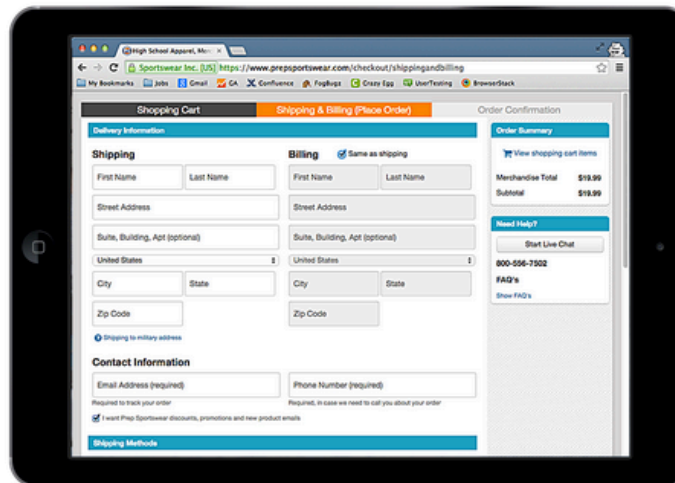 High School Apparel, Mer
Sportswear Inc. [US] https://www.prepsportswear.com/checkout/shippingandbilling
My Bookmarks Jobs Gmail GA Confluence FogBugz Crazy Egg UserTesting BrowserStack
Shopping Cart Shipping & Billing (Place Order) Order Confirmation
Delivery Information
Shipping
First Name Last Name
Street Address
Suite, Building, Apt (optional)
United States
City State
Zip Code
Shipping to military address
Billing Same as shipping
First Name Last Name
Street Address
Suite, Building, Apt (optional)
United States
City State
Zip Code
Contact Information
Email Address (required) Phone Number (required)
Required to track your order Required, in case we need to call you about your order
I want Prep Sportswear discounts, promotions and new product emails
Shipping Methods
Order Summary
View shopping cart items
Merchandise Total $19.99
Subtotal $19.99
Need Help?
Start Live Chat
800-556-7502
FAQ's
Show FAQ's